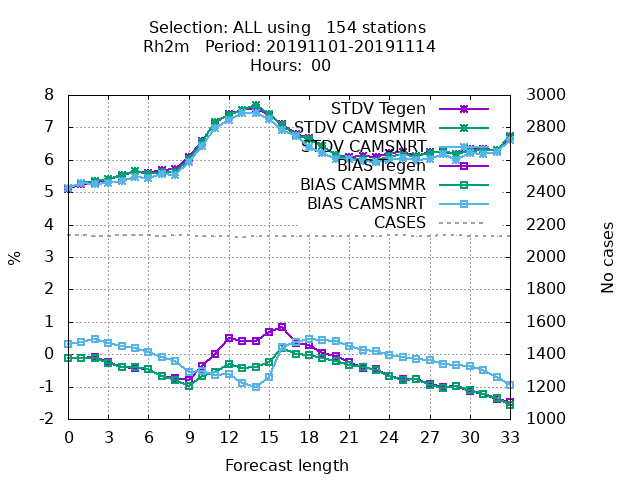 Selection: ALL using   154 stations
Rh2m   Period: 20191101-20191114
Hours:  00
8 3000
STDV Tegen
7 2800
STDV CAMSMMR
STDV CAMSNRT
6 2600
BIAS Tegen
5 2400
BIAS CAMSMMR
BIAS CAMSNRT
4 2200
CASES
3 2000
2 1800
1 1600
0 1400
-1 1200
-2 1000
%
No cases
0 3 6 9 12 15 18 21 24 27 30 33
Forecast length